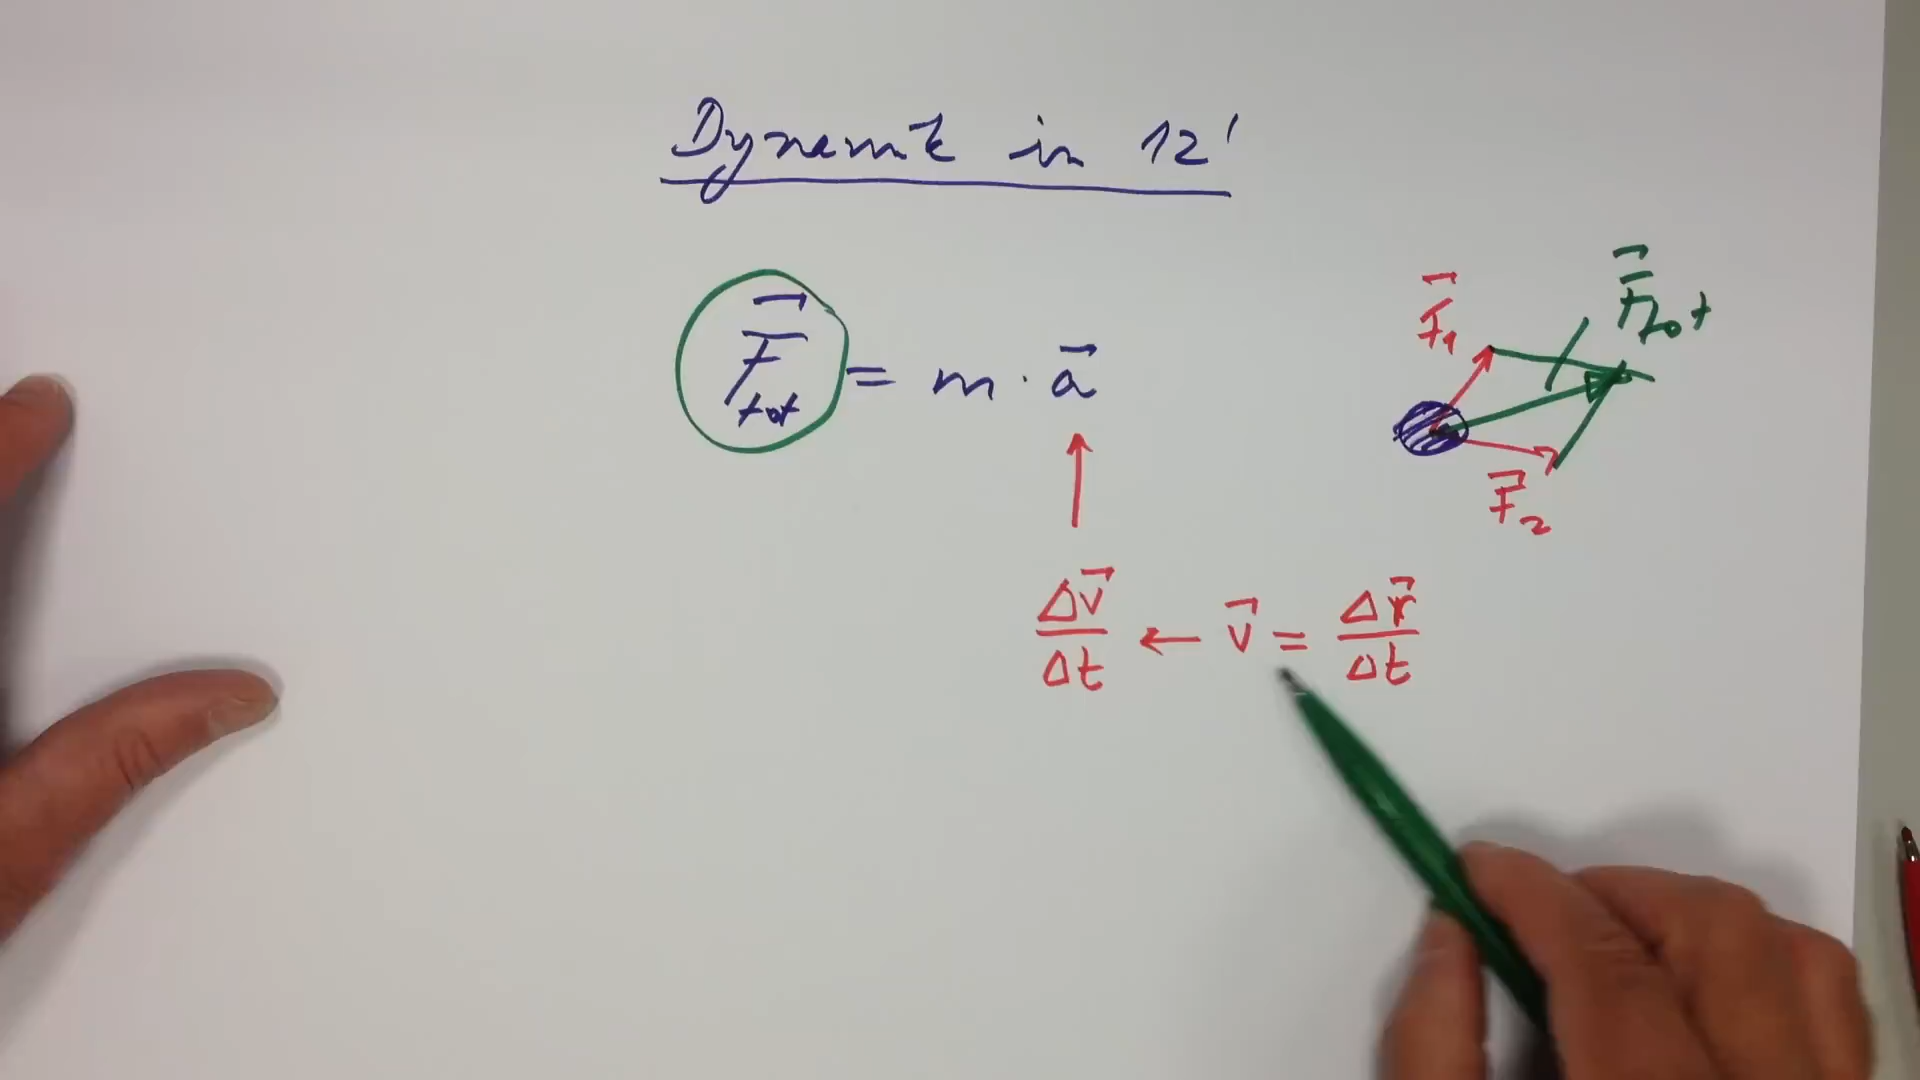 Dynamik in 12'
F⃗tot = m · a⃗
F⃗1
F⃗tot
F⃗2
Δv⃗/Δt ← v⃗ = Δr⃗/Δt